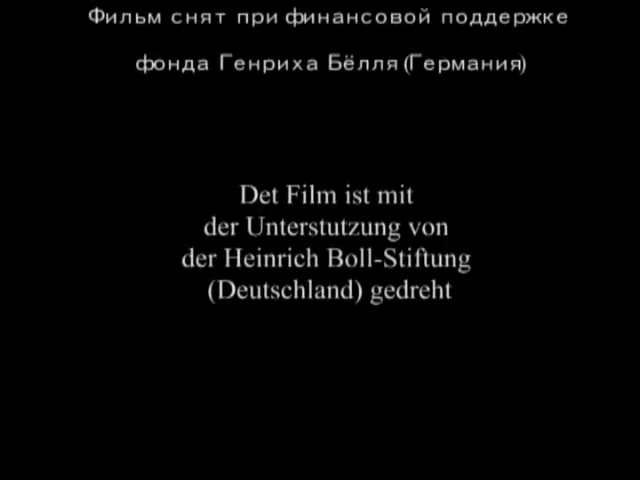 Фильм снят при финансовой поддержке
фонда Генриха Бёлля (Германия)
Det Film ist mit
der Unterstutzung von
der Heinrich Boll-Stiftung
(Deutschland) gedreht